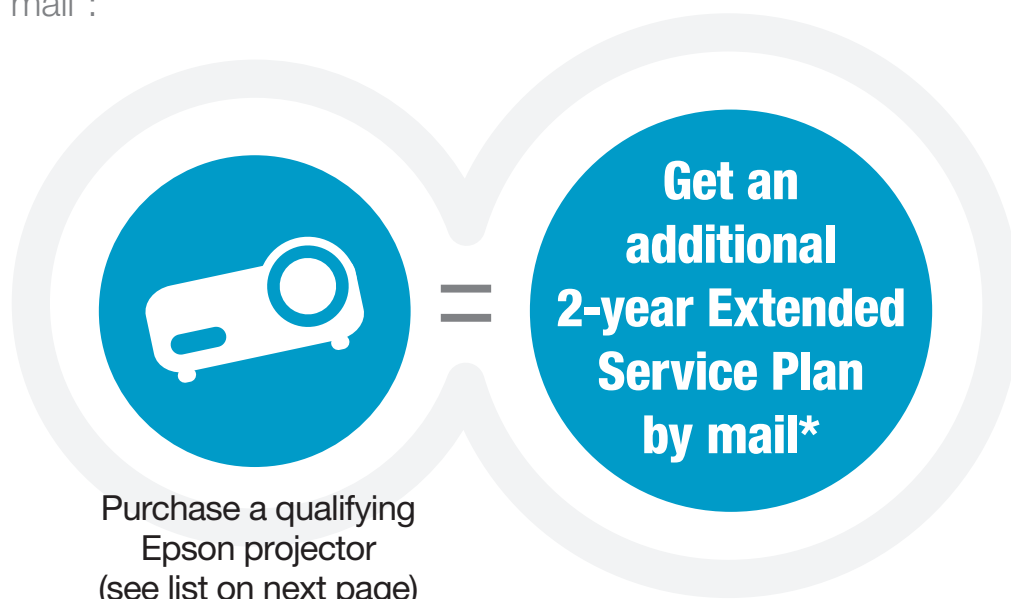 mail*:
=
Get an
additional
2-year Extended
Service Plan
by mail*
Purchase a qualifying
Epson projector
(see list on next page)